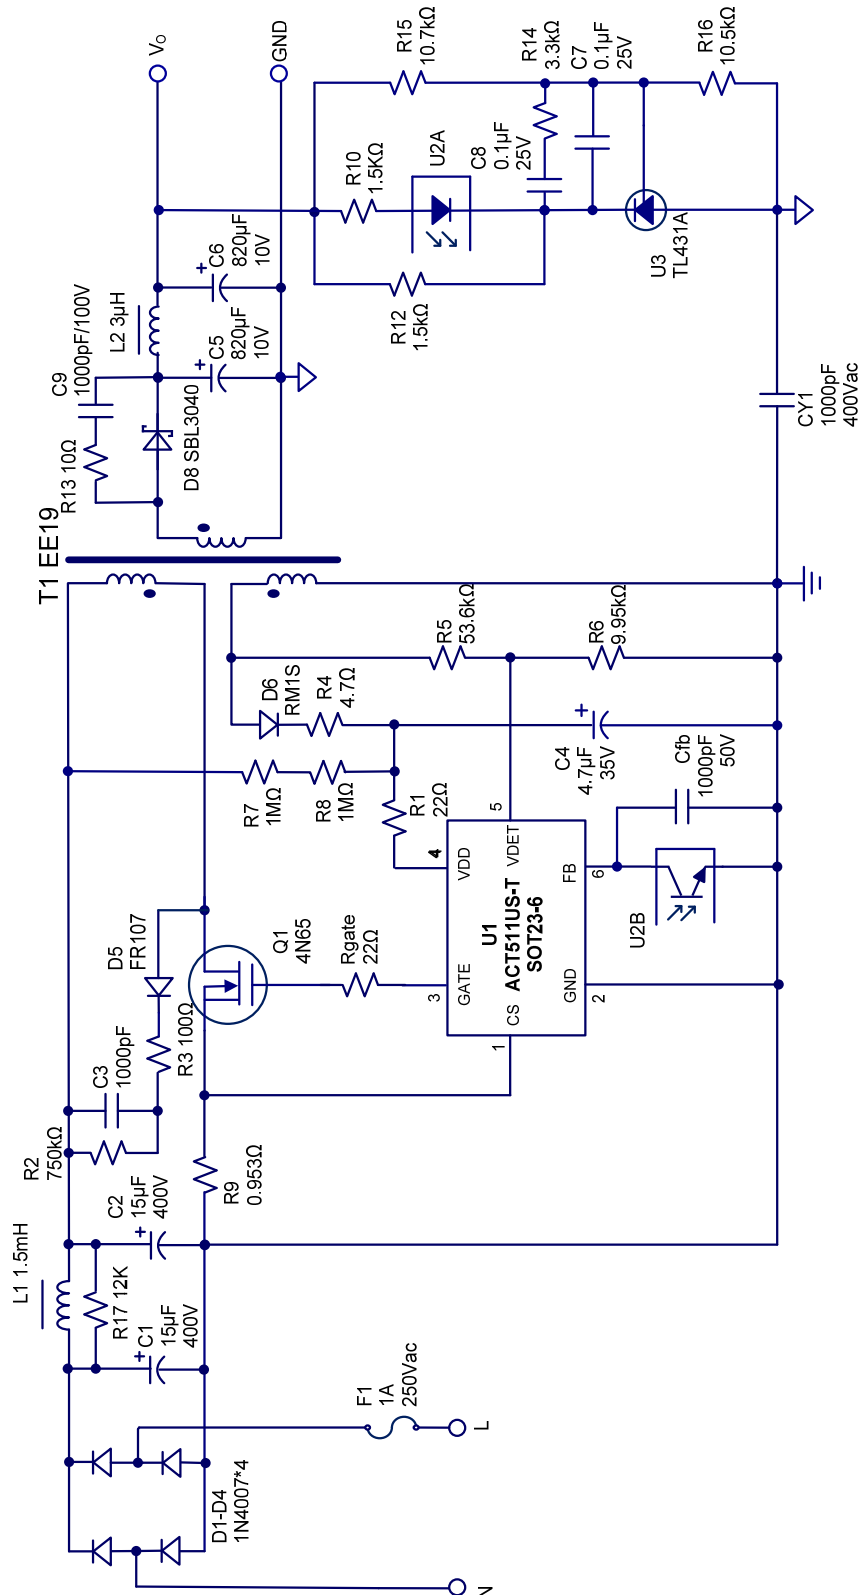 L1 1.5mH
R17 12K
C1
15µF
400V
D1-D4
1N4007*4
F1
1A
250Vac
L
N
R2
750kΩ
C3
1000pF
C2
15µF
400V
D5
FR107
R3 100Ω
R9
0.953Ω
Q1
4N65
Rgate
22Ω
R7
1MΩ
R8
1MΩ
R1
22Ω
D6
RM1S
R4
4.7Ω
R5
53.6kΩ
R6
9.95kΩ
C4
4.7µF
35V
Cfb
1000pF
50V
U1
ACT511US-T
SOT23-6
VDD
4
VDET
5
FB
6
GATE
3
CS
1
GND
2
U2B
T1 EE19
R13 10Ω
C9
1000pF/100V
D8 SBL3040
L2 3µH
C5
820µF
10V
C6
820µF
10V
VO
GND
R10
1.5KΩ
R12
1.5kΩ
U2A
R15
10.7kΩ
C8
0.1µF
25V
R14
3.3kΩ
C7
0.1µF
25V
U3
TL431A
R16
10.5kΩ
CY1
1000pF
400Vac